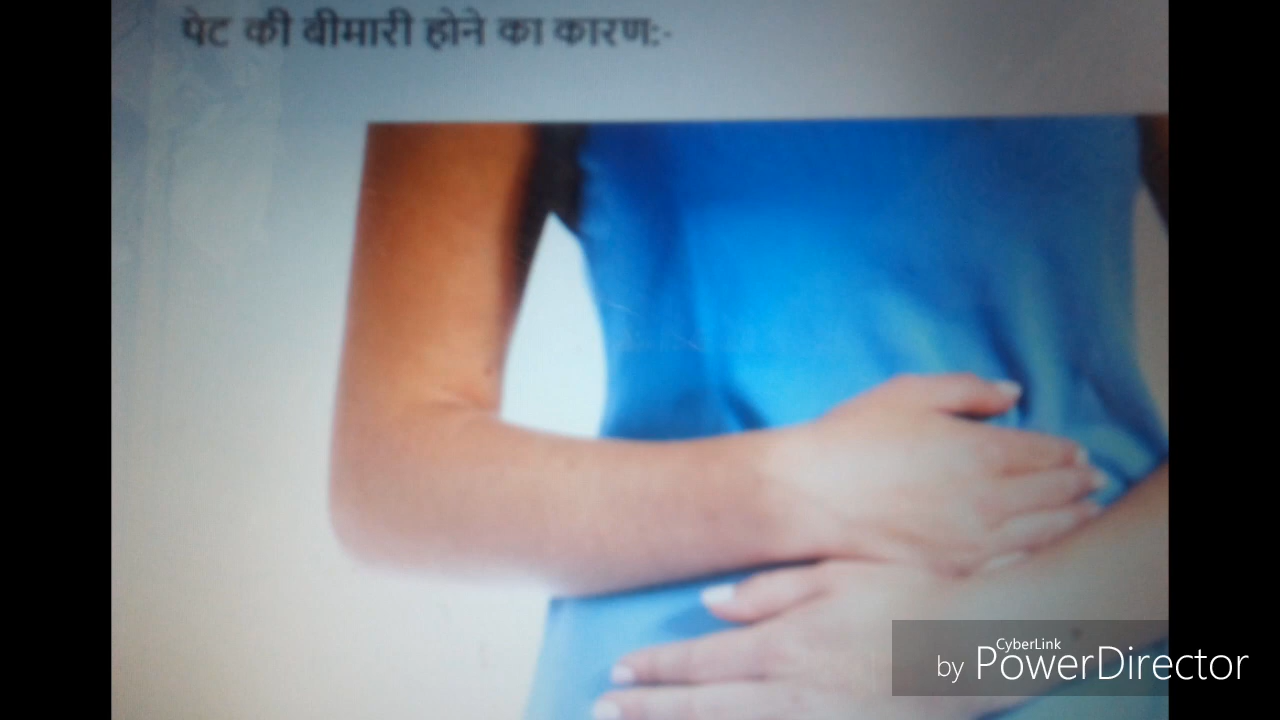 पेट की बीमारी होने का कारण:-
CyberLink
by PowerDirector